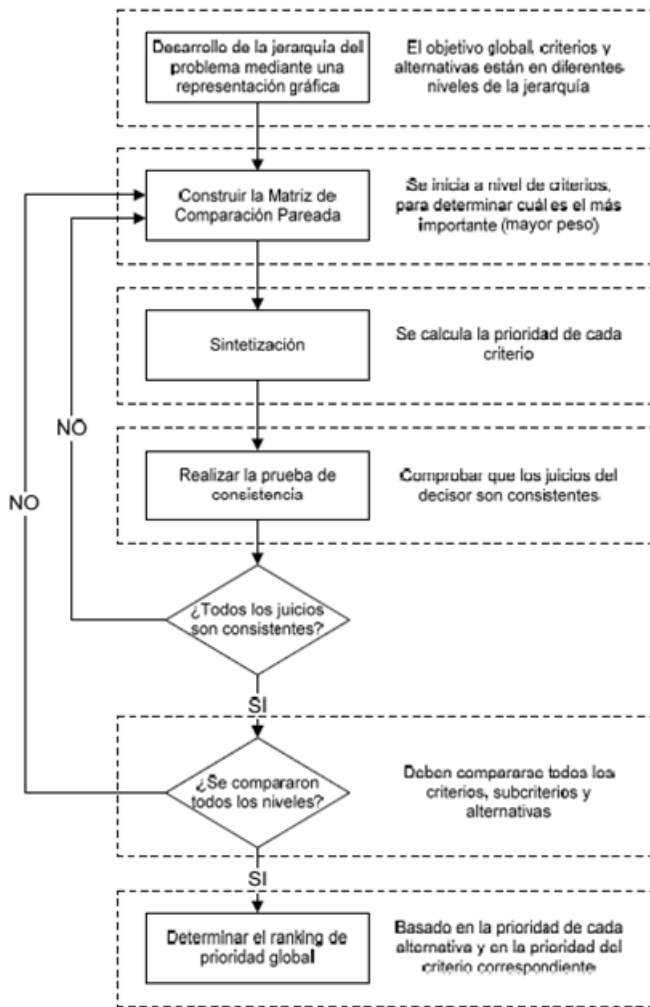 Desarrollo de la jerarquía del
problema mediante una
representación gráfica
El objetivo global, criterios y
alternativas están en diferentes
niveles de la jerarquía
Construir la Matriz de
Comparación Pareada
Se inicia a nivel de criterios,
para determinar cuál es el más
importante (mayor peso)
Sintetización
Se calcula la prioridad de cada
criterio
NO
NO
Realizar la prueba de
consistencia
Comprobar que los juicios del
decisor son consistentes
¿Todos los juicios
son consistentes?
SI
¿Se compararon
todos los niveles?
Deben compararse todos los
criterios, subcriterios y
alternativas
SI
Determinar el ranking de
prioridad global
Basado en la prioridad de cada
alternativa y en la prioridad del
criterio correspondiente